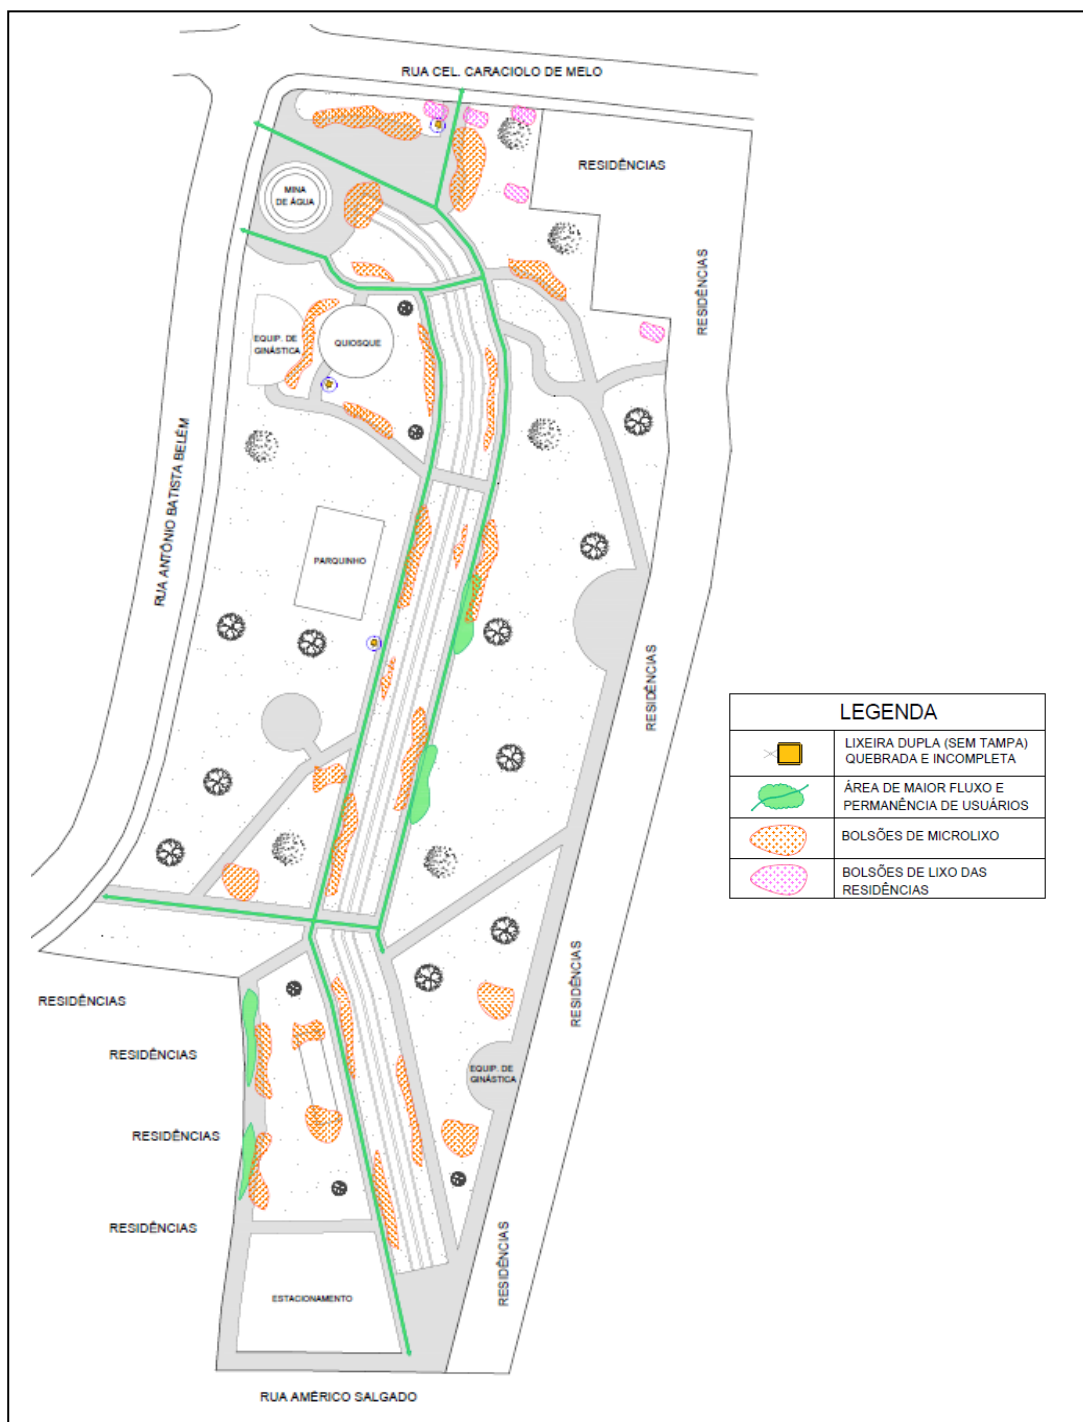 RUA CEL. CARACIOLO DE MELO
RESIDÊNCIAS
MINA
DE ÁGUA
RESIDÊNCIAS
EQUIP. DE
GINÁSTICA
QUIOSQUE
RUA ANTÔNIO BATISTA BELÉM
PARQUINHO
RESIDÊNCIAS
LEGENDA
LIXEIRA DUPLA (SEM TAMPA)
QUEBRADA E INCOMPLETA
ÁREA DE MAIOR FLUXO E
PERMANÊNCIA DE USUÁRIOS
BOLSÕES DE MICROLIXO
BOLSÕES DE LIXO DAS
RESIDÊNCIAS
RESIDÊNCIAS
RESIDÊNCIAS
RESIDÊNCIAS
EQUIP. DE
GINÁSTICA
RESIDÊNCIAS
RESIDÊNCIAS
RESIDÊNCIAS
ESTACIONAMENTO
RUA AMÉRICO SALGADO